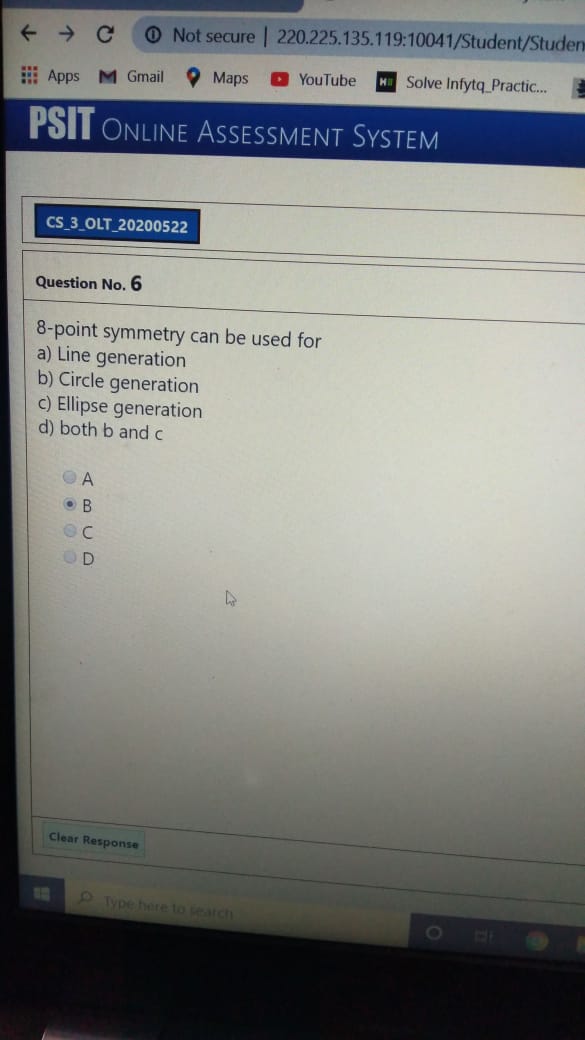 Not secure | 220.225.135.119:10041/Student/Studen
Apps Gmail Maps YouTube Solve Infytq_Practic...
PSIT ONLINE ASSESSMENT SYSTEM
CS_3_OLT_20200522
Question No. 6
8-point symmetry can be used for
a) Line generation
b) Circle generation
c) Ellipse generation
d) both b and c
A
B
C
D
Clear Response
Type here to search